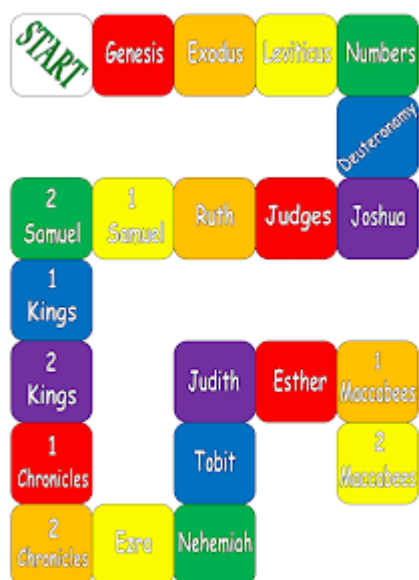 START
Genesis
Exodus
Leviticus
Numbers
Deuteronomy
Joshua
Judges
Ruth
1
Samuel
2
Samuel
1
Kings
2
Kings
1
Chronicles
2
Chronicles
Ezra
Nehemiah
Tobit
Judith
Esther
1
Maccabees
2
Maccabees